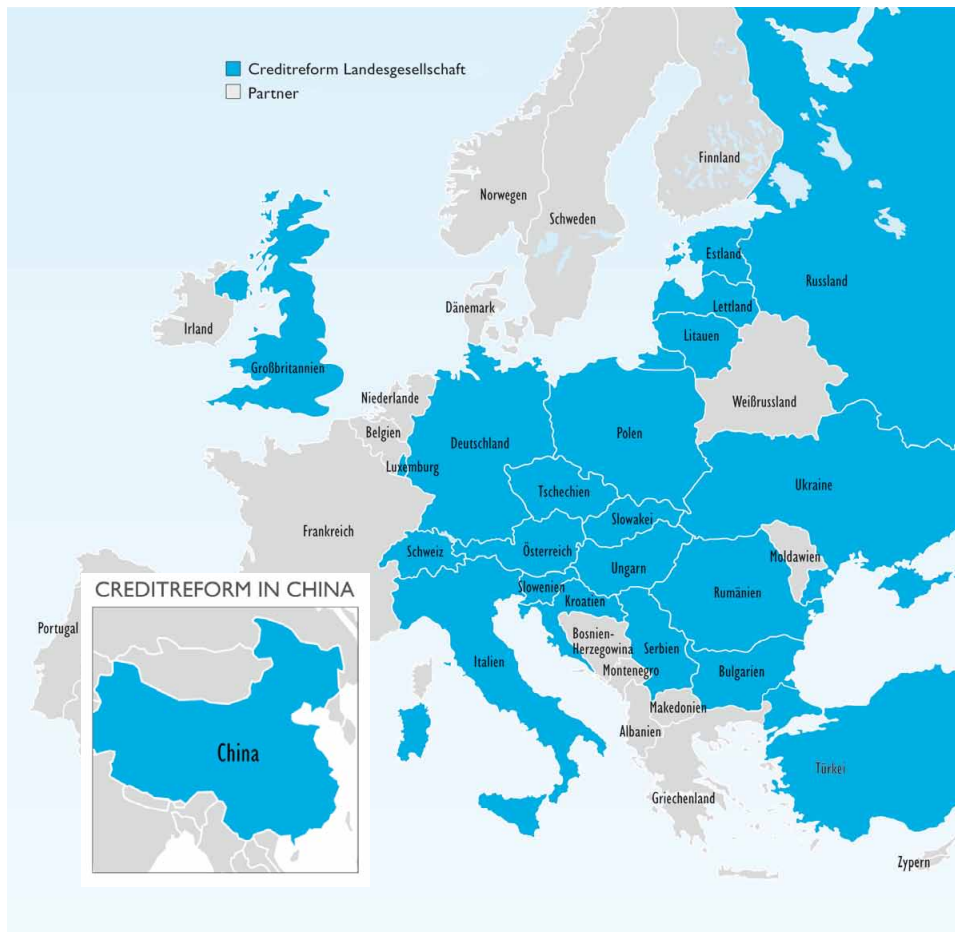 Creditreform Landesgesellschaft
Partner
Finnland
Norwegen
Schweden
Estland
Russland
Lettland
Dänemark
Irland
Litauen
Großbritannien
Niederlande
Weißrussland
Belgien
Polen
Deutschland
Luxemburg
Ukraine
Tschechien
Slowakei
Frankreich
Schweiz
Österreich
Moldawien
Ungarn
Slowenien
Rumänien
Kroatien
CREDITREFORM IN CHINA
Portugal
Bosnien-
Herzegowina
Serbien
Italien
Montenegro
Bulgarien
Makedonien
Albanien
China
Türkei
Griechenland
Zypern